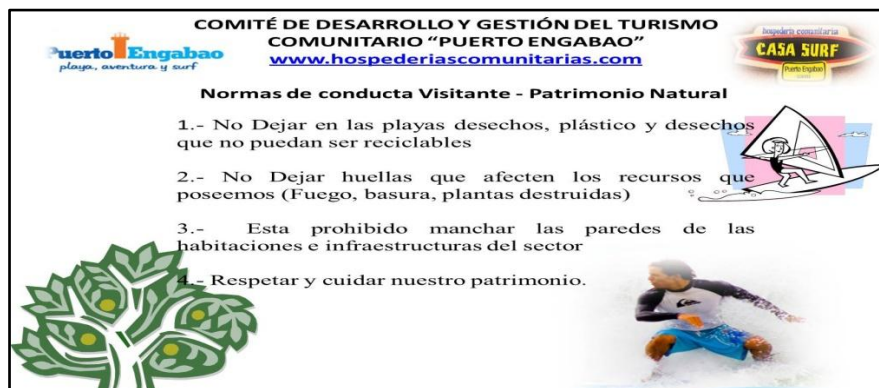 COMITÉ DE DESARROLLO Y GESTIÓN DEL TURISMO
COMUNITARIO “PUERTO ENGABAO”
www.hospederiascomunitarias.com
Puerto Engabao
playa, aventura y surf
hospedería comunitaria
CASA SURF
Puerto Engabao
Normas de conducta Visitante - Patrimonio Natural
1.- No Dejar en las playas desechos, plástico y desechos
que no puedan ser reciclables
2.- No Dejar huellas que afecten los recursos que
poseemos (Fuego, basura, plantas destruidas)
3.- Esta prohibido manchar las paredes de las
habitaciones e infraestructuras del sector
4.- Respetar y cuidar nuestro patrimonio.